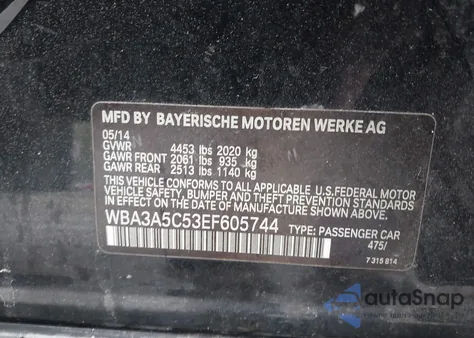 MFD BY BAYERISCHE MOTOREN WERKE AG
05/14
GVWR 4453 lbs 2020 kg
GAWR FRONT 2061 lbs 935 kg
GAWR REAR 2513 lbs 1140 kg
THIS VEHICLE CONFORMS TO ALL APPLICABLE U.S.FEDERAL MOTOR
VEHICLE SAFETY, BUMPER AND THEFT PREVENTION STANDARDS
IN EFFECT ON THE DATE OF MANUFACTURE SHOWN ABOVE.
WBA3A5C53EF605744 TYPE: PASSENGER CAR
475/
7 315 814
autoSnap